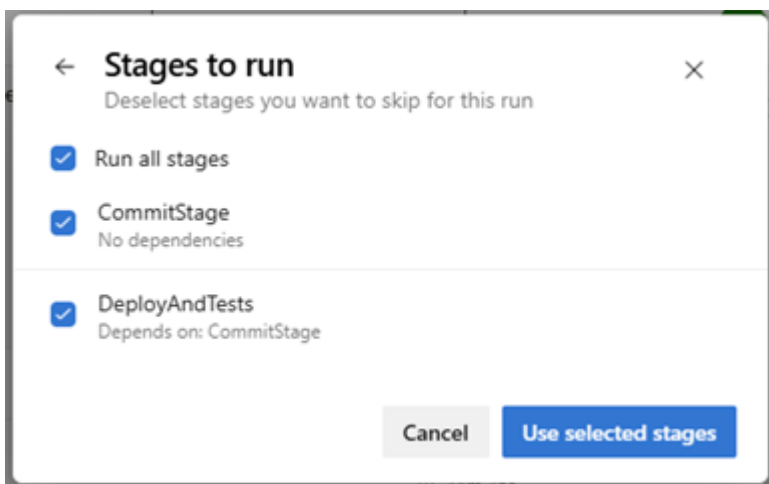 Stages to run
Deselect stages you want to skip for this run
Run all stages
CommitStage
No dependencies
DeployAndTests
Depends on: CommitStage
Cancel
Use selected stages